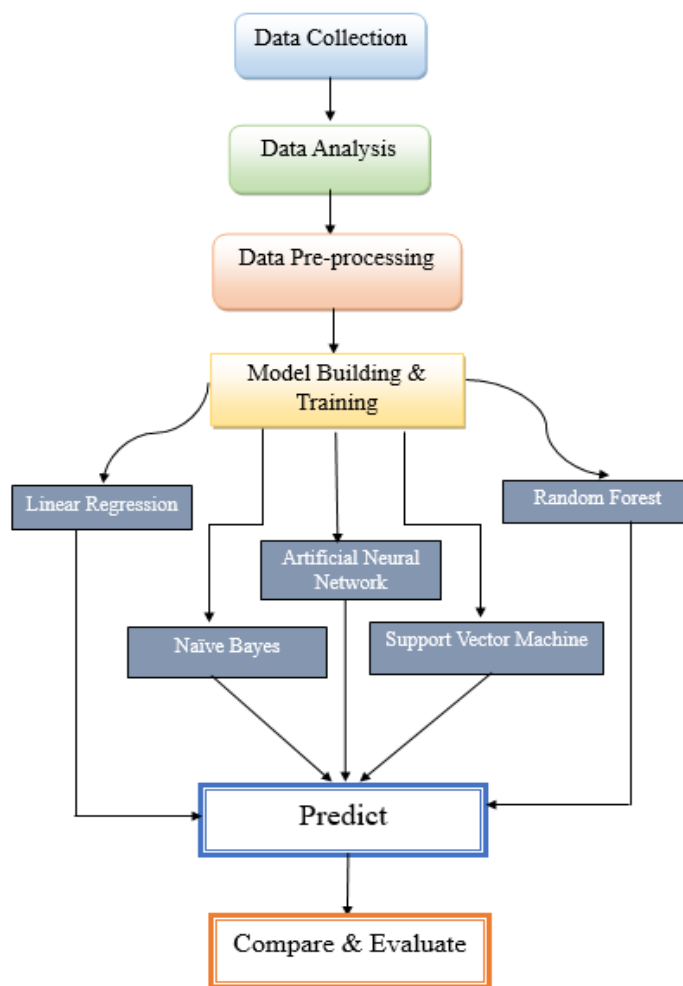 Data Collection
Data Analysis
Data Pre-processing
Model Building &
Training
Linear Regression
Random Forest
Artificial Neural
Network
Naïve Bayes
Support Vector Machine
Predict
Compare & Evaluate